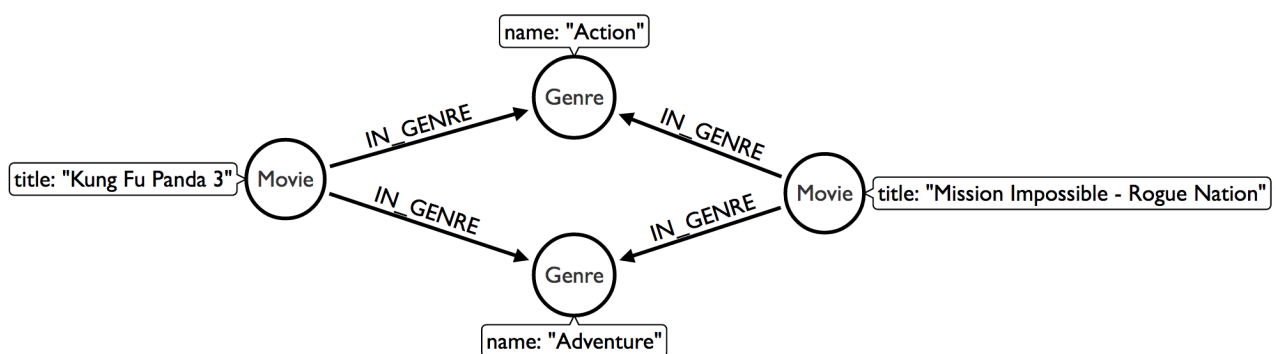 name: "Action"
Genre
IN_GENRE
IN_GENRE
title: "Kung Fu Panda 3"
Movie
Movie
title: "Mission Impossible - Rogue Nation"
IN_GENRE
IN_GENRE
Genre
name: "Adventure"